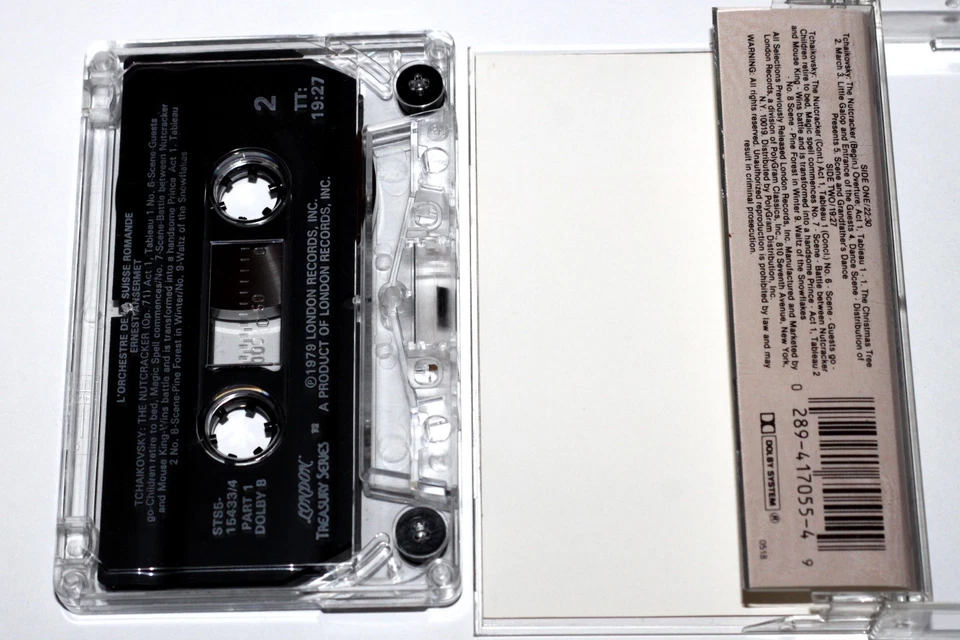 L'ORCHESTRE DE LA SUISSE ROMANDE
ERNEST ANSERMET
TCHAIKOVSKY: THE NUTCRACKER (Op. 71) Act 1, Tableau 1 No. 6-Scene-Guests
go-Children retire to bed, Magic Spell commences/No. 7-Scene-Battle between Nutcracker
and Mouse King-Wins battle and is transformed into a handsome Prince Act 1, Tableau
2 No. 8-Scene-Pine Forest in Winter/No. 9-Waltz of the Snowflakes
2
TT:
19:27
STS5-
15433/4
PART 1
DOLBY B
100
50
0
℗1979 LONDON RECORDS, INC.
A PRODUCT OF LONDON RECORDS, INC.
LONDON
TREASURY SERIES TM
SIDE ONE/22:30
Tchaikovsky: The Nutcracker (Begin.) Overture, Act 1, Tableau 1 - 1. The Christmas Tree
2. March 3. Little Galop and Entrance of the Guests 4. Dance Scene - Distribution of
Presents 5. Scene and Grandfather's Dance
SIDE TWO/19:27
Tchaikovsky: The Nutcracker (Cont.) Act 1, Tableau 1 (Concl.) No. 6 - Scene - Guests go -
Children retire to bed, Magic spell commences No. 7 - Scene - Battle between Nutcracker
and Mouse King - Wins battle and is transformed into a handsome Prince - Act 1, Tableau 2
- No. 8 Scene - Pine Forest in Winter 9. Waltz of the Snowflakes
All Selections Previously Released London Records, Inc. Manufactured and Marketed by
London Records, a division of PolyGram Classics, Inc., 810 Seventh Avenue, New York,
N.Y. 10019. Distributed by PolyGram Distribution, Inc.
WARNING: All rights reserved. Unauthorized reproduction is prohibited by law and may
result in criminal prosecution.
0 289-417055-4 9
DOLBY SYSTEM ®
0518